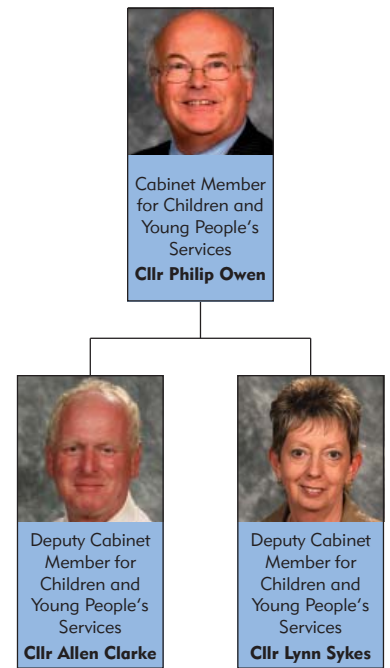 Cabinet Member
for Children and
Young People's
Services
Cllr Philip Owen
Deputy Cabinet
Member for
Children and
Young People's
Services
Cllr Allen Clarke
Deputy Cabinet
Member for
Children and
Young People's
Services
Cllr Lynn Sykes